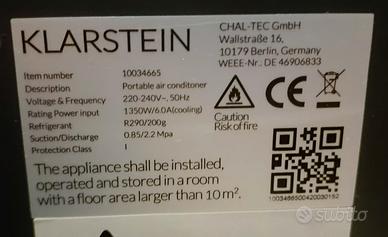 KLARSTEIN
CHAL-TEC GmbH
Wallstraße 16,
10179 Berlin, Germany
WEEE-Nr.: DE 46906833
Item number 10034665
Description Portable air conditoner
Voltage & Frequency 220-240V~, 50Hz
Rating Power input 1350W/6.0A(cooling)
Refrigerant R290/200g
Suction/Discharge 0.85/2.2 Mpa
Protection Class I
CE
Caution
Risk of fire
The appliance shall be installed,
operated and stored in a room
with a floor area larger than 10 m².
1003466500420030152
subito